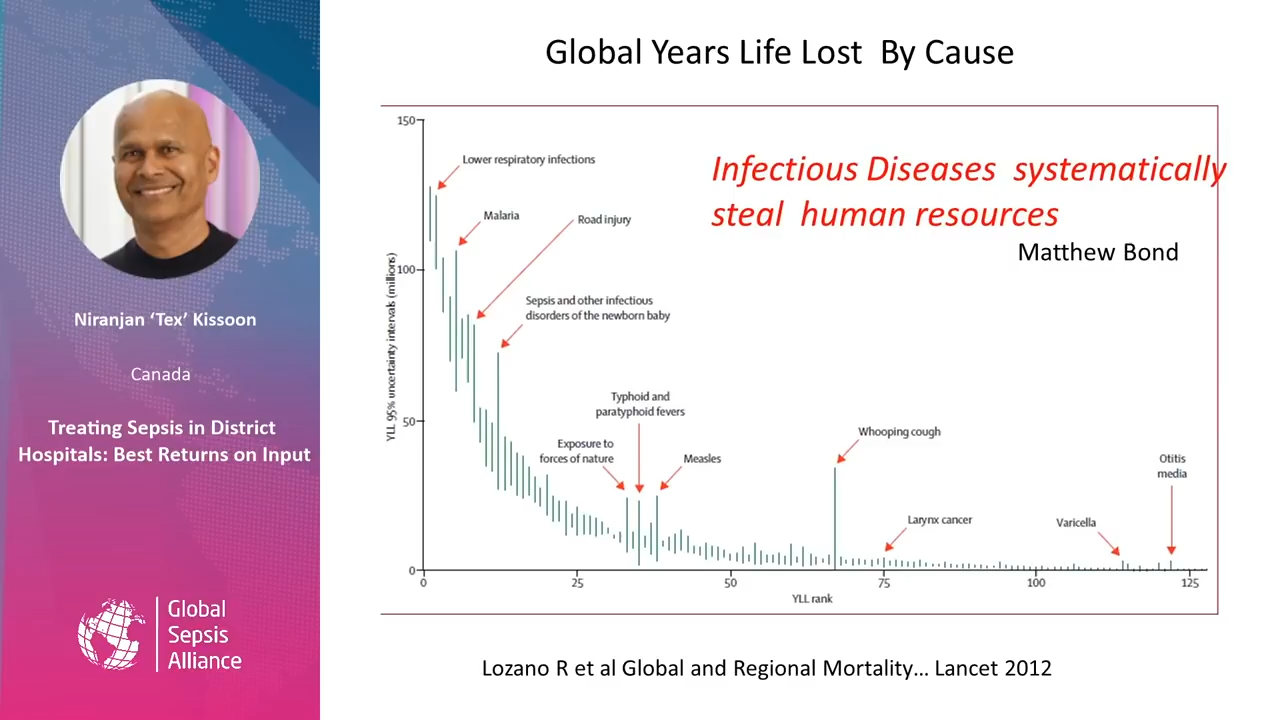 Global Years Life Lost By Cause
Niranjan ‘Tex’ Kissoon
Canada
Treating Sepsis in District
Hospitals: Best Returns on Input
Global
Sepsis
Alliance
Infectious Diseases systematically
steal human resources
Matthew Bond
YLL 95% uncertainty intervals (millions)
150
100
50
0
Lower respiratory infections
Malaria
Road injury
Sepsis and other infectious
disorders of the newborn baby
Typhoid and
paratyphoid fevers
Exposure to
forces of nature
Measles
Whooping cough
Larynx cancer
Varicella
Otitis
media
0
25
50
75
100
125
YLL rank
Lozano R et al Global and Regional Mortality... Lancet 2012